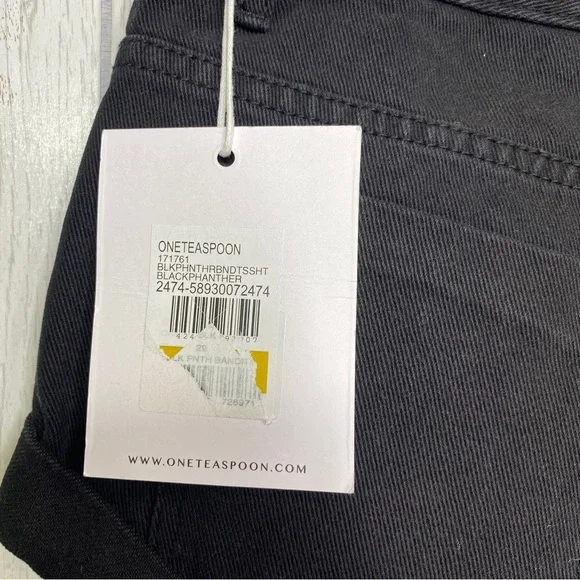 ONETEASPOON
171761
BLKPHNTHRBNDTSSHT
BLACKPHANTHER
2474-58930072474
WWW.ONETEASPOON.COM